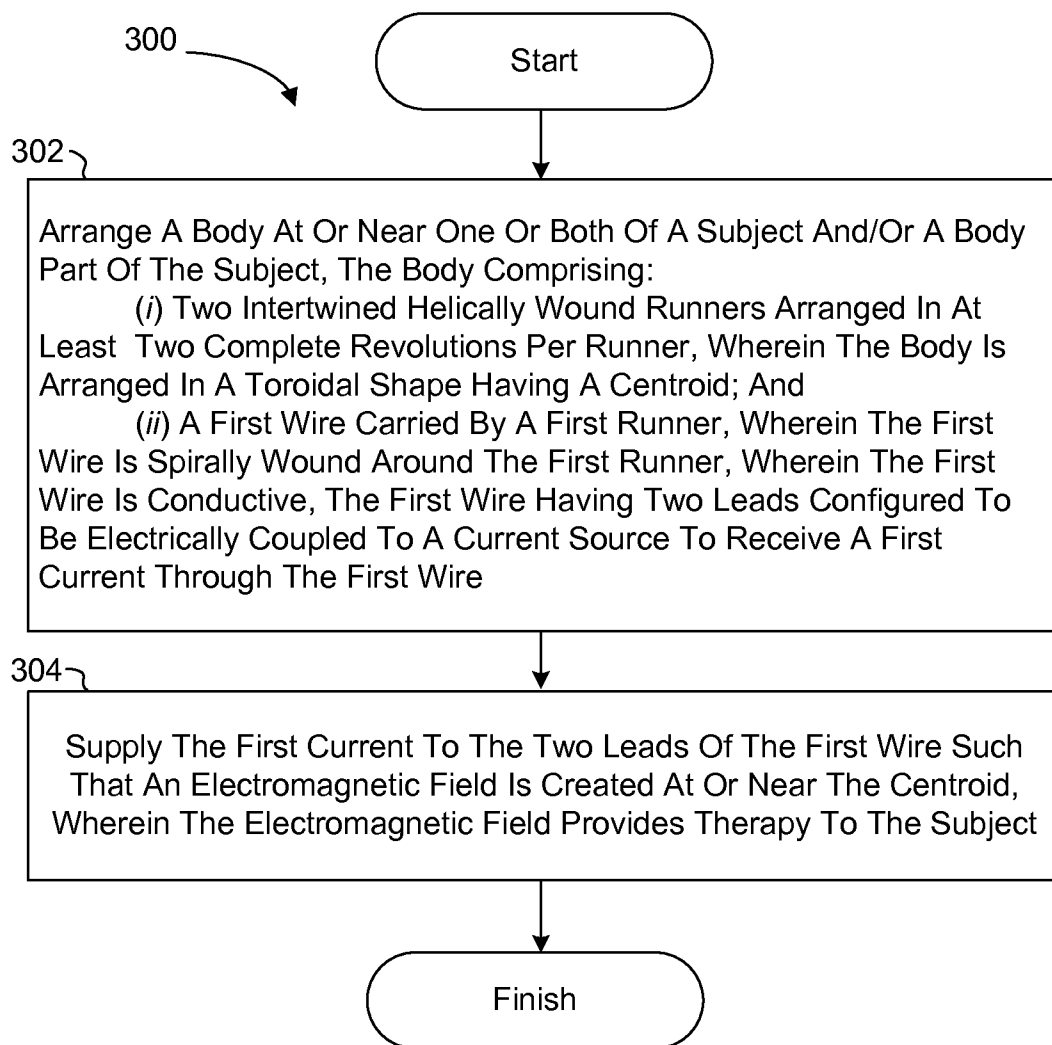 300
Start
302
Arrange A Body At Or Near One Or Both Of A Subject And/Or A Body
Part Of The Subject, The Body Comprising:
(i) Two Intertwined Helically Wound Runners Arranged In At
Least Two Complete Revolutions Per Runner, Wherein The Body Is
Arranged In A Toroidal Shape Having A Centroid; And
(ii) A First Wire Carried By A First Runner, Wherein The First
Wire Is Spirally Wound Around The First Runner, Wherein The First
Wire Is Conductive, The First Wire Having Two Leads Configured To
Be Electrically Coupled To A Current Source To Receive A First
Current Through The First Wire
304
Supply The First Current To The Two Leads Of The First Wire Such
That An Electromagnetic Field Is Created At Or Near The Centroid,
Wherein The Electromagnetic Field Provides Therapy To The Subject
Finish